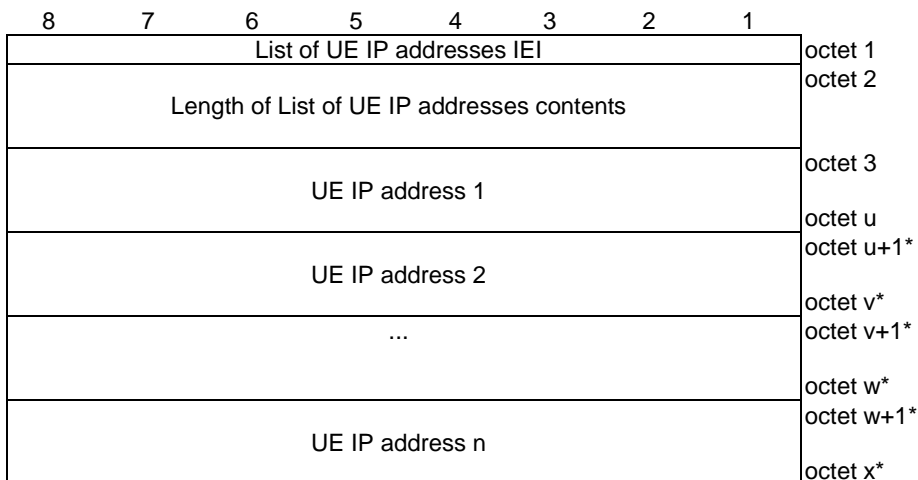 8 7 6 5 4 3 2 1
List of UE IP addresses IEI octet 1
octet 2
Length of List of UE IP addresses contents
octet 3
UE IP address 1
octet u
octet u+1*
UE IP address 2
octet v*
... octet v+1*
octet w*
octet w+1*
UE IP address n
octet x*